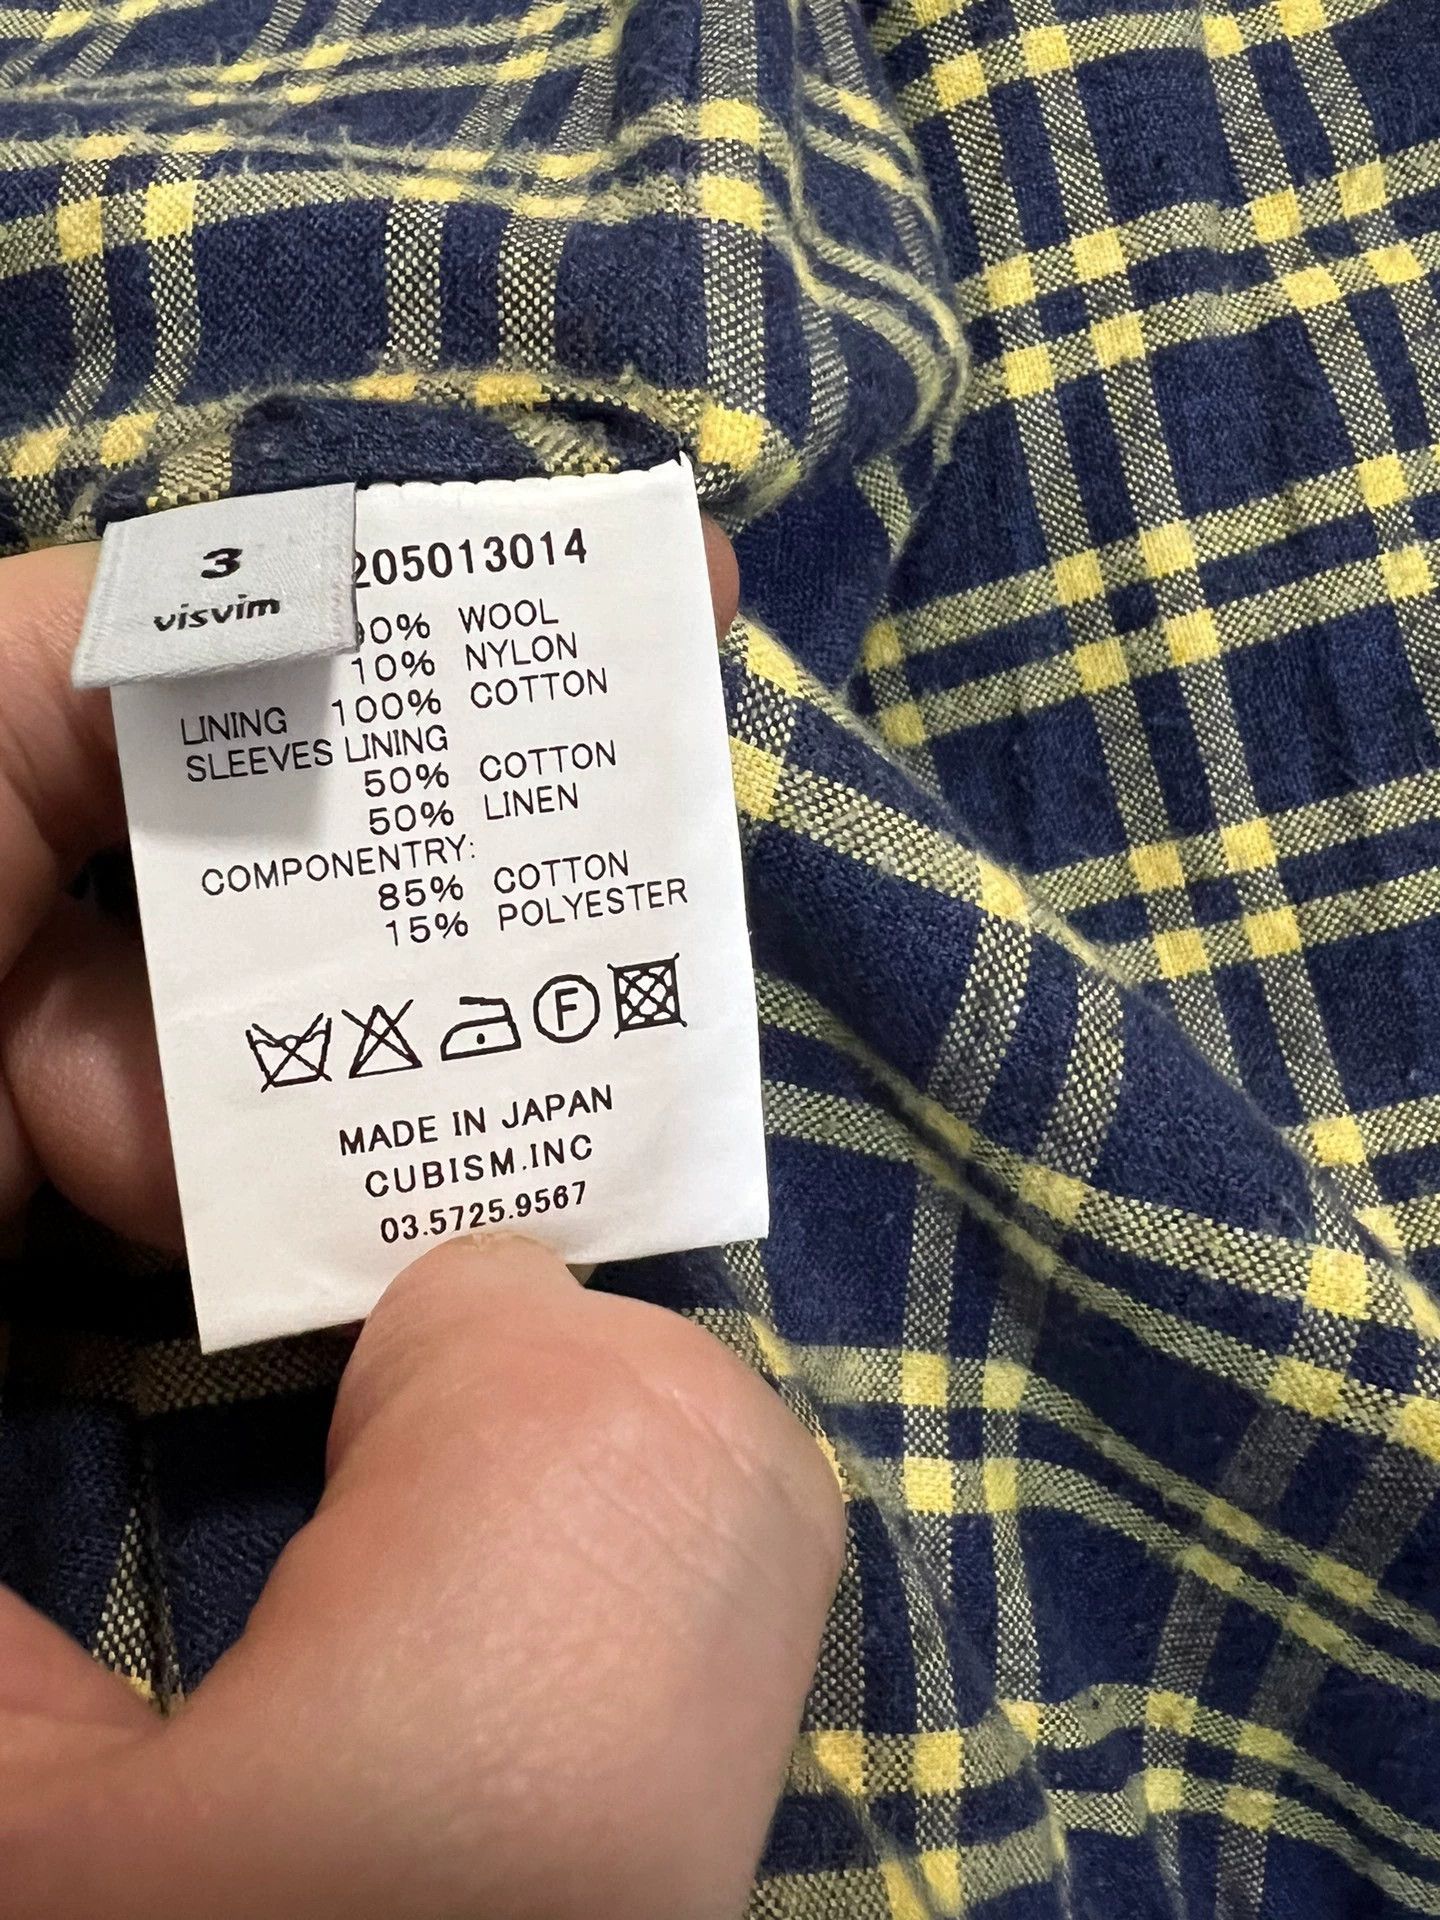 3
visvim
205013014
90% WOOL
10% NYLON
LINING 100% COTTON
SLEEVES LINING
50% COTTON
50% LINEN
COMPONENTRY:
85% COTTON
15% POLYESTER
F
MADE IN JAPAN
CUBISM.INC
03.5725.9567